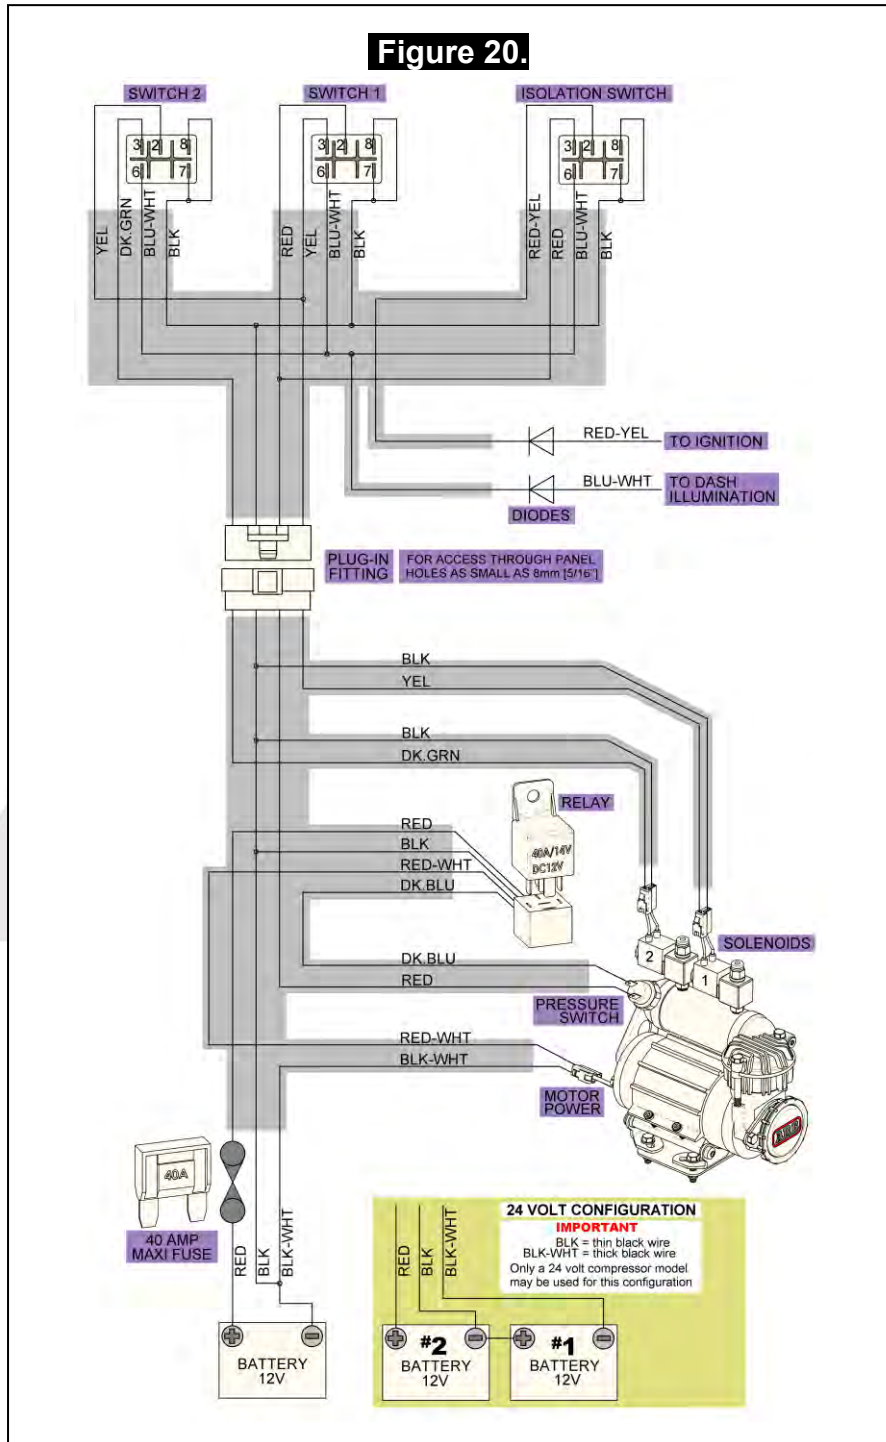 Figure 20.
SWITCH 2
SWITCH 1
ISOLATION SWITCH
3 2 8
6 7
3 2 8
6 7
3 2 8
6 7
YEL
DK.GRN
BLU-WHT
BLK
RED
YEL
BLU-WHT
BLK
RED-YEL
RED
BLU-WHT
BLK
RED-YEL
TO IGNITION
BLU-WHT
TO DASH
ILLUMINATION
DIODES
PLUG-IN
FITTING
FOR ACCESS THROUGH PANEL
HOLES AS SMALL AS 8mm [5/16"]
BLK
YEL
BLK
DK.GRN
RELAY
40A/14V
DC12V
RED
BLK
RED-WHT
DK.BLU
SOLENOIDS
2
1
DK.BLU
RED
PRESSURE
SWITCH
RED-WHT
BLK-WHT
MOTOR
POWER
40A
40 AMP
MAXI FUSE
RED
BLK
BLK-WHT
+ −
BATTERY
12V
24 VOLT CONFIGURATION
IMPORTANT
BLK = thin black wire
BLK-WHT = thick black wire
Only a 24 volt compressor model
may be used for this configuration
RED
BLK
BLK-WHT
+ #2 −
BATTERY
12V
+ #1 −
BATTERY
12V